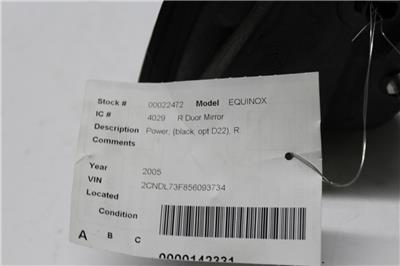 Stock # 00022472 Model EQUINOX
IC # 4029 R Door Mirror
Description Power, (black, opt D22), R.
Comments
Year 2005
VIN 2CNDL73F856093734
Located
Condition
A B C
0000142331